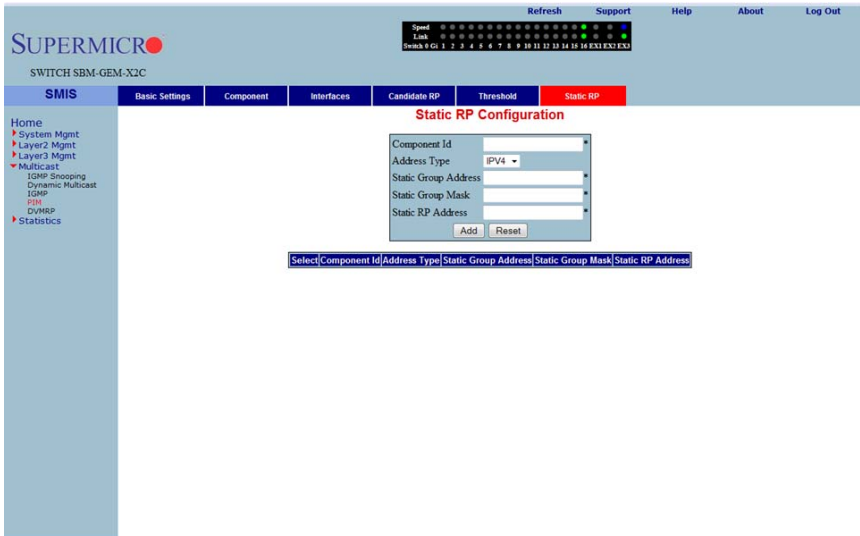 Refresh Support Help About Log Out
Speed
Link
Switch 0 Gi 1 2 3 4 5 6 7 8 9 10 11 12 13 14 15 16 EX1 EX2 EX3
SUPERMICRO
SWITCH SBM-GEM-X2C
SMIS
Basic Settings Component Interfaces Candidate RP Threshold Static RP
Home
System Mgmt
Layer2 Mgmt
Layer3 Mgmt
Multicast
IGMP Snooping
Dynamic Multicast
IGMP
PIM
DVMRP
Statistics
Static RP Configuration
Component Id *
Address Type IPV4
Static Group Address *
Static Group Mask *
Static RP Address *
Add Reset
Select Component Id Address Type Static Group Address Static Group Mask Static RP Address